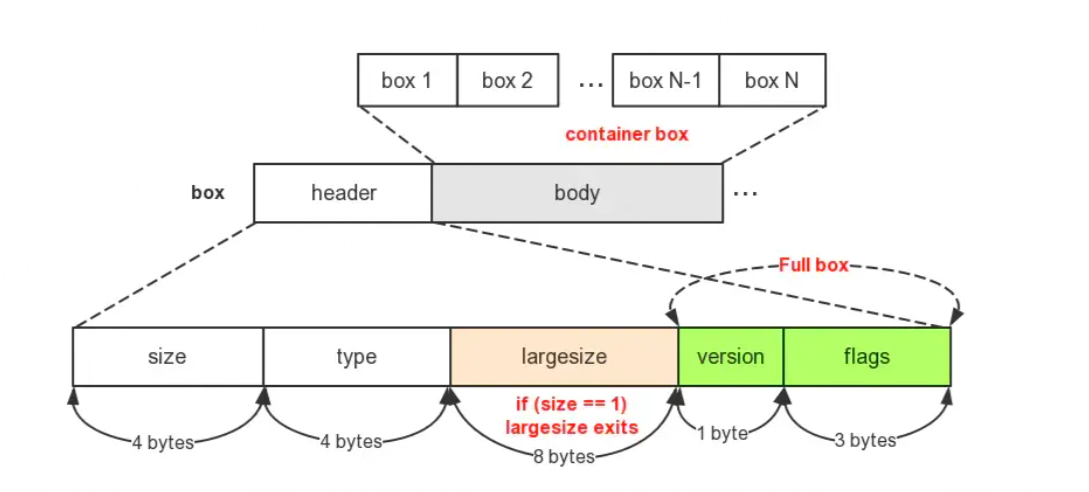 box 1 box 2 ... box N-1 box N
container box
box header body ...
Full box
size type largesize version flags
if (size == 1)
largesize exits
4 bytes 4 bytes 8 bytes 1 byte 3 bytes